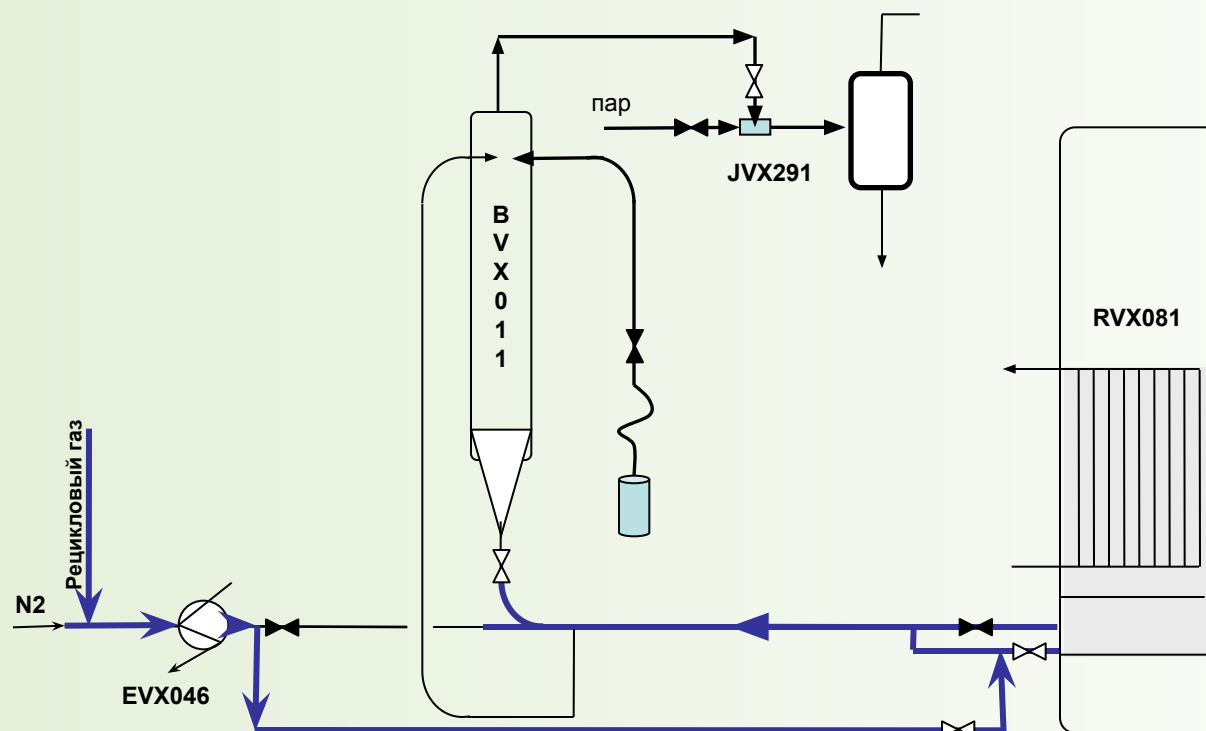 пар
JVX291
B
V
X
0
1
1
RVX081
Рецикловый газ
N2
EVX046